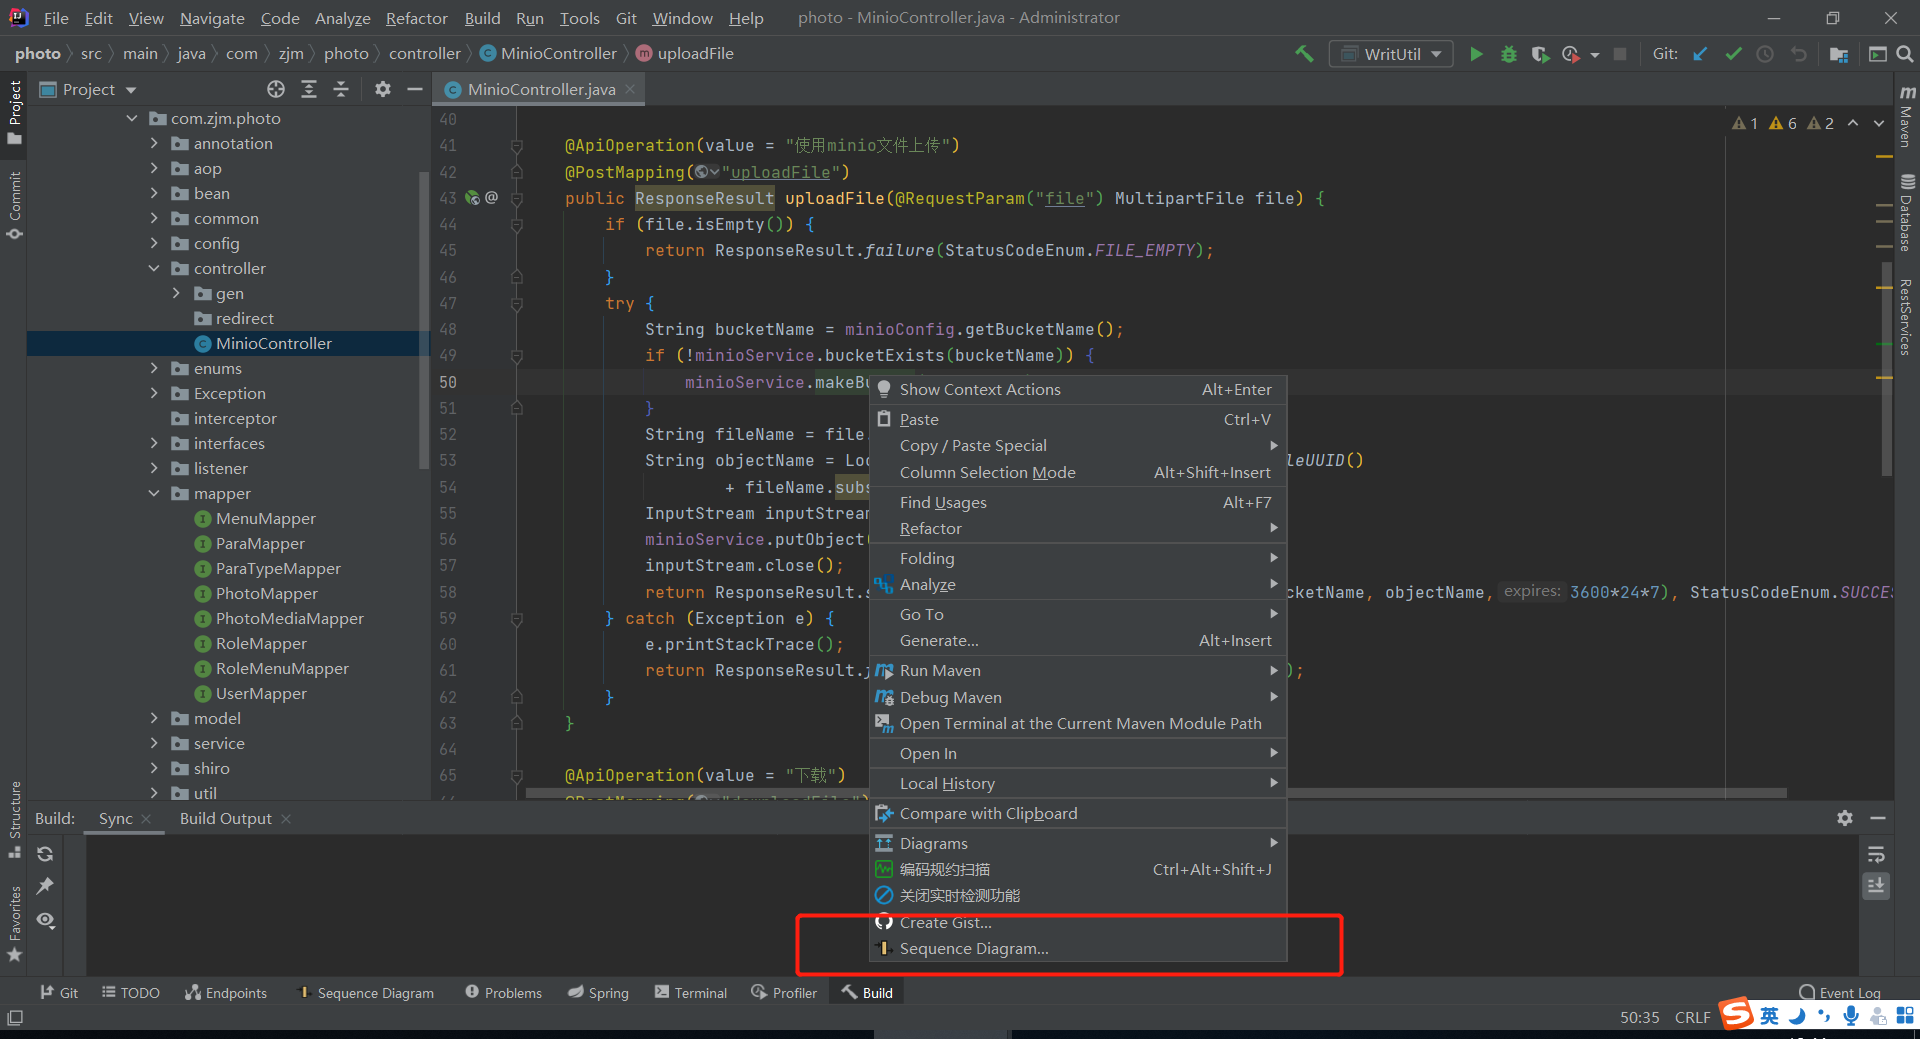 File Edit View Navigate Code Analyze Refactor Build Run Tools Git Window Help photo - MinioController.java - Administrator
photo src main java com zjm photo controller MinioController uploadFile WritUtil Git:
Project MinioController.java
1 6 2
Project
Commit
Structure
Favorites
com.zjm.photo
annotation
aop
bean
common
config
controller
gen
redirect
MinioController
enums
Exception
interceptor
interfaces
listener
mapper
MenuMapper
ParaMapper
ParaTypeMapper
PhotoMapper
PhotoMediaMapper
RoleMapper
RoleMenuMapper
UserMapper
model
service
shiro
util
40
41 @ApiOperation(value = "使用minio文件上传")
42 @PostMapping("uploadFile")
43 public ResponseResult uploadFile(@RequestParam("file") MultipartFile file) {
44 if (file.isEmpty()) {
45 return ResponseResult.failure(StatusCodeEnum.FILE_EMPTY);
46 }
47 try {
48 String bucketName = minioConfig.getBucketName();
49 if (!minioService.bucketExists(bucketName)) {
50 minioService.makeBu
51 }
52 String fileName = file.
53 String objectName = Loc leUUID()
54 + fileName.subs
55 InputStream inputStream
56 minioService.putObject(
57 inputStream.close();
58 return ResponseResult.s cketName, objectName, expires: 3600*24*7), StatusCodeEnum.SUCCES
59 } catch (Exception e) {
60 e.printStackTrace();
61 return ResponseResult.f );
62 }
63 }
64
65 @ApiOperation(value = "下载")
@PostMapping("downloadFile")
Show Context Actions Alt+Enter
Paste Ctrl+V
Copy / Paste Special
Column Selection Mode Alt+Shift+Insert
Find Usages Alt+F7
Refactor
Folding
Analyze
Go To
Generate... Alt+Insert
Run Maven
Debug Maven
Open Terminal at the Current Maven Module Path
Open In
Local History
Compare with Clipboard
Diagrams
编码规约扫描 Ctrl+Alt+Shift+J
关闭实时检测功能
Create Gist...
Sequence Diagram...
Maven
Database
RestServices
Build: Sync Build Output
Git TODO Endpoints Sequence Diagram Problems Spring Terminal Profiler Build Event Log
50:35 CRLF 英